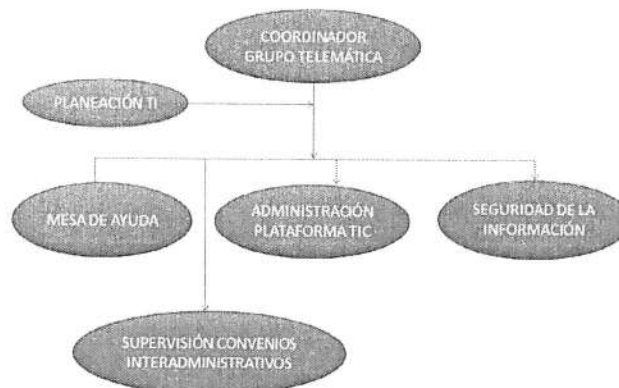 COORDINADOR
GRUPO TELEMÁTICA
PLANEACIÓN TI
MESA DE AYUDA
ADMINISTRACIÓN
PLATAFORMA TIC
SEGURIDAD DE LA
INFORMACIÓN
SUPERVISIÓN CONVENIOS
INTERADMINISTRATIVOS